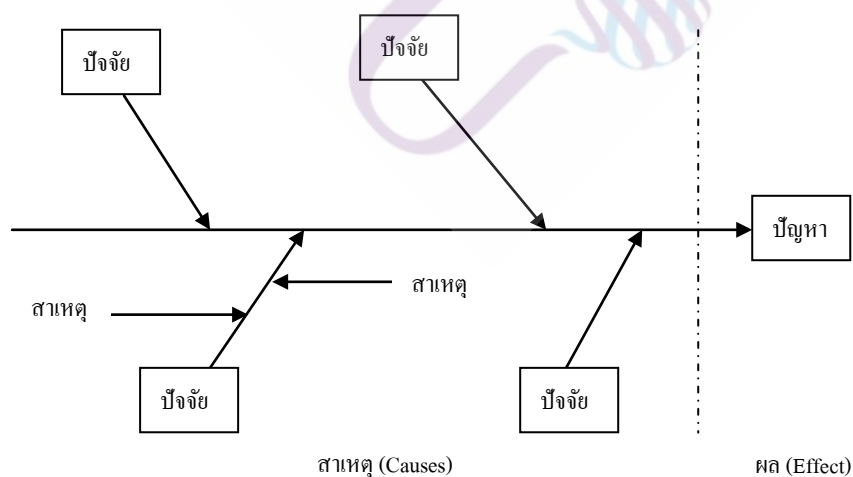 ปัจจัย
ปัจจัย
ปัญหา
สาเหตุ
สาเหตุ
ปัจจัย
ปัจจัย
สาเหตุ (Causes)
ผล (Effect)